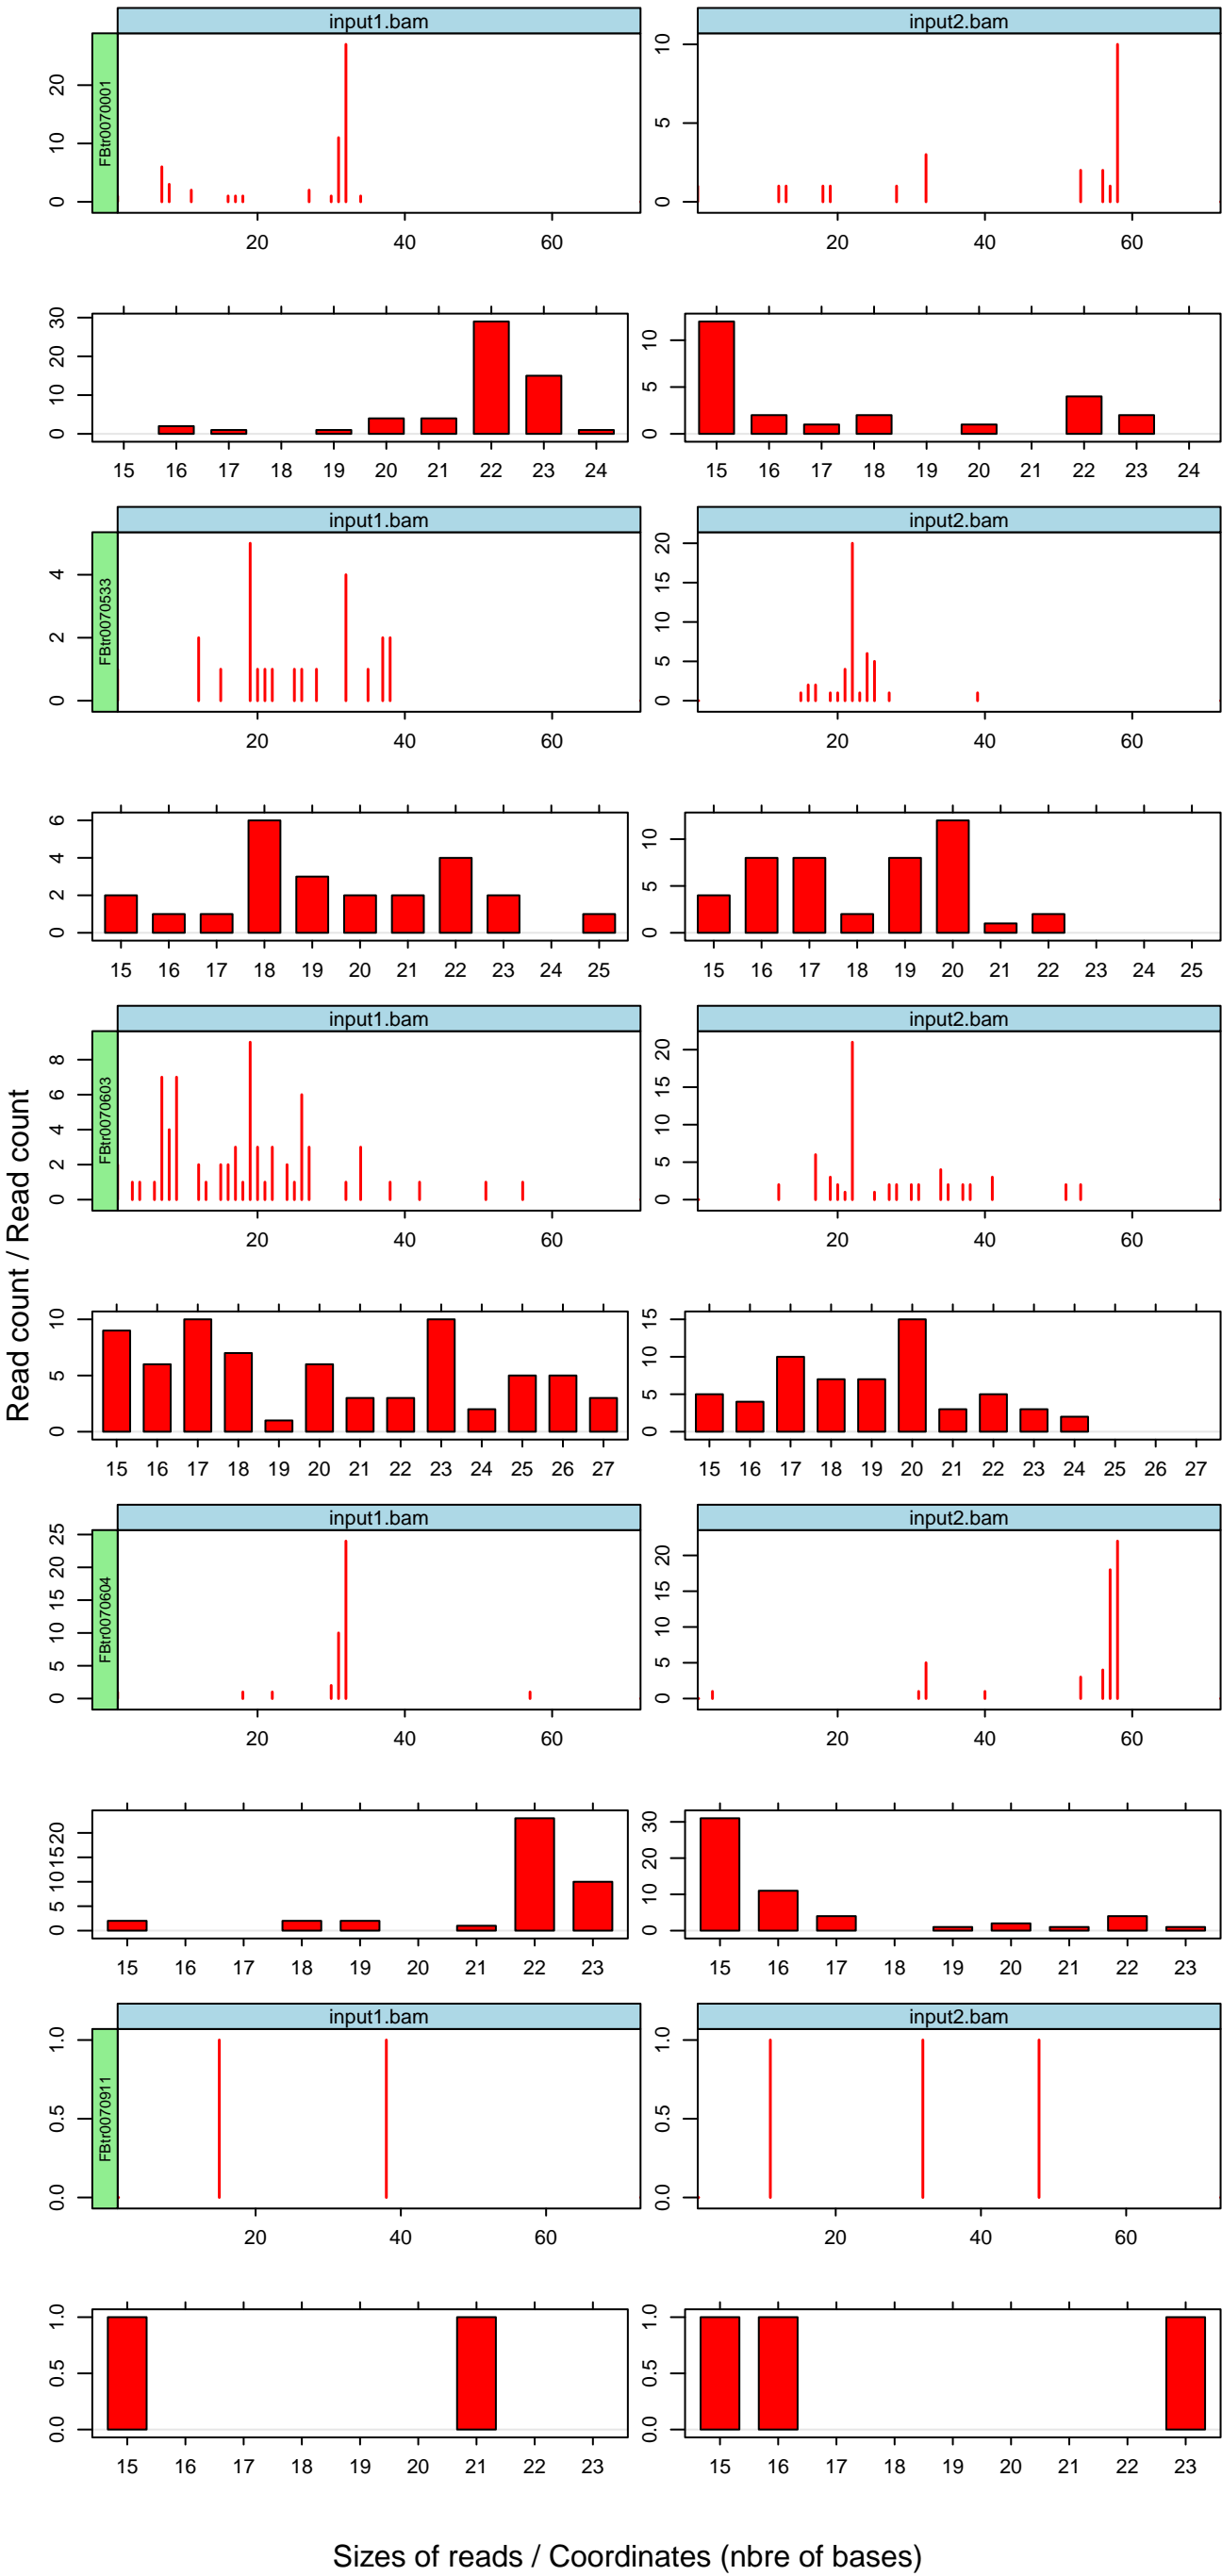 input1.bam input2.bam
FBtr0070001
0 10 20
0 5 10
20 40 60 20 40 60
0 10 20 30
0 5 10
15 16 17 18 19 20 21 22 23 24 15 16 17 18 19 20 21 22 23 24
input1.bam input2.bam
FBtr0070533
0 2 4
0 5 10 15 20
20 40 60 20 40 60
0 2 4 6
0 5 10
15 16 17 18 19 20 21 22 23 24 25 15 16 17 18 19 20 21 22 23 24 25
input1.bam input2.bam
FBtr0070603
0 2 4 6 8
0 5 10 15 20
20 40 60 20 40 60
0 5 10
0 5 10 15
15 16 17 18 19 20 21 22 23 24 25 26 27 15 16 17 18 19 20 21 22 23 24 25 26 27
input1.bam input2.bam
FBtr0070604
0 5 10 15 20 25
0 5 10 15 20
20 40 60 20 40 60
0 5 10 15 20
0 10 20 30
15 16 17 18 19 20 21 22 23 15 16 17 18 19 20 21 22 23
input1.bam input2.bam
FBtr0070911
0.0 0.5 1.0
0.0 0.5 1.0
20 40 60 20 40 60
0.0 0.5 1.0
0.0 0.5 1.0
15 16 17 18 19 20 21 22 23 15 16 17 18 19 20 21 22 23
Read count / Read count
Sizes of reads / Coordinates (nbre of bases)